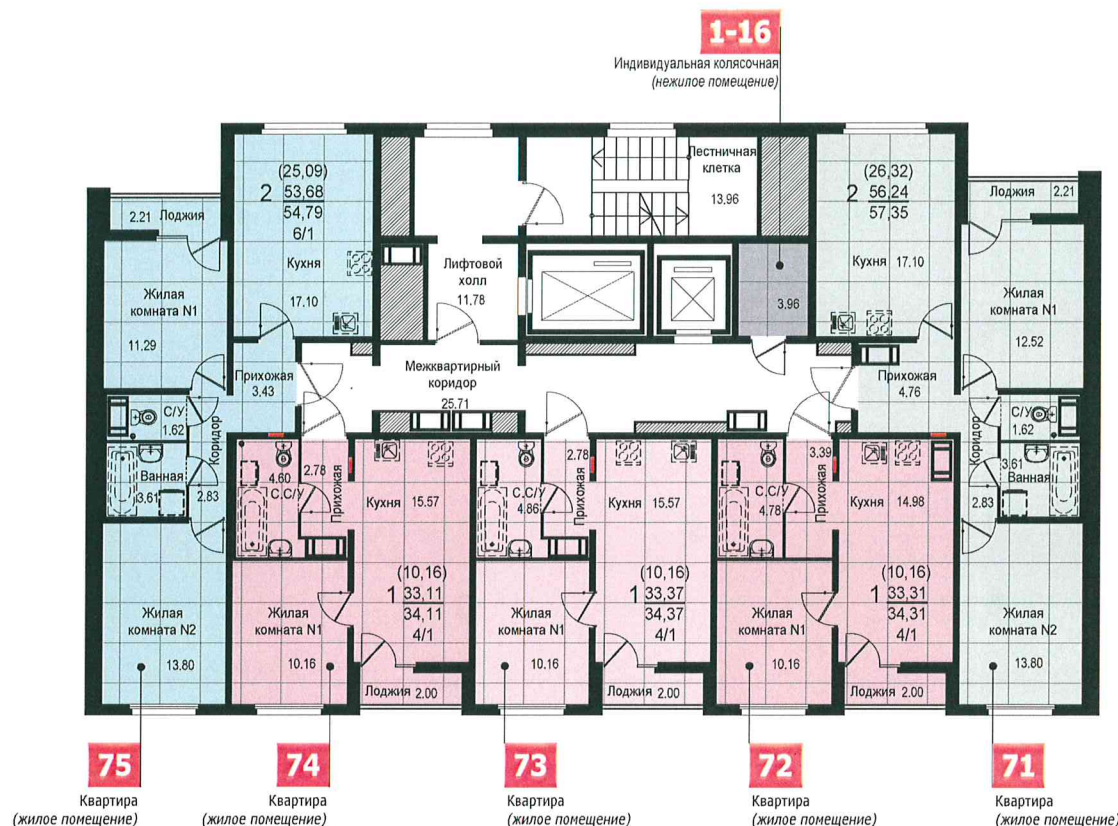 1-16
Индивидуальная колясочная
(нежилое помещение)
(25,09)
2 53,68
54,79
6/1
Кухня
17.10
2.21 Лоджия
Жилая
комната N1
11.29
Прихожая
3.43
С/У
1.62
Коридор
Ванная
3.61
2.83
Жилая
комната N2
13.80
Лестничная
клетка
13.96
Лифтовой
холл
11.78
3.96
Межквартирный
коридор
25.71
(26,32)
2 56,24
57,35
Кухня 17.10
Лоджия 2.21
Жилая
комната N1
12.52
Прихожая
4.76
С/У
1.62
Коридор
3.61
Ванная
2.83
Жилая
комната N2
13.80
4.60
С.С/У
2.78
Прихожая
Кухня 15.57
(10,16)
1 33,11
34,11
4/1
Жилая
комната N1
10.16
Лоджия 2.00
2.78
С.С/У
4.86
Прихожая
Кухня 15.57
(10,16)
1 33,37
34,37
4/1
Жилая
комната N1
10.16
Лоджия 2.00
3.39
С.С/У
4.78
Прихожая
Кухня 14.98
(10,16)
1 33,31
34,31
4/1
Жилая
комната N1
10.16
Лоджия 2.00
75
Квартира
(жилое помещение)
74
Квартира
(жилое помещение)
73
Квартира
(жилое помещение)
72
Квартира
(жилое помещение)
71
Квартира
(жилое помещение)